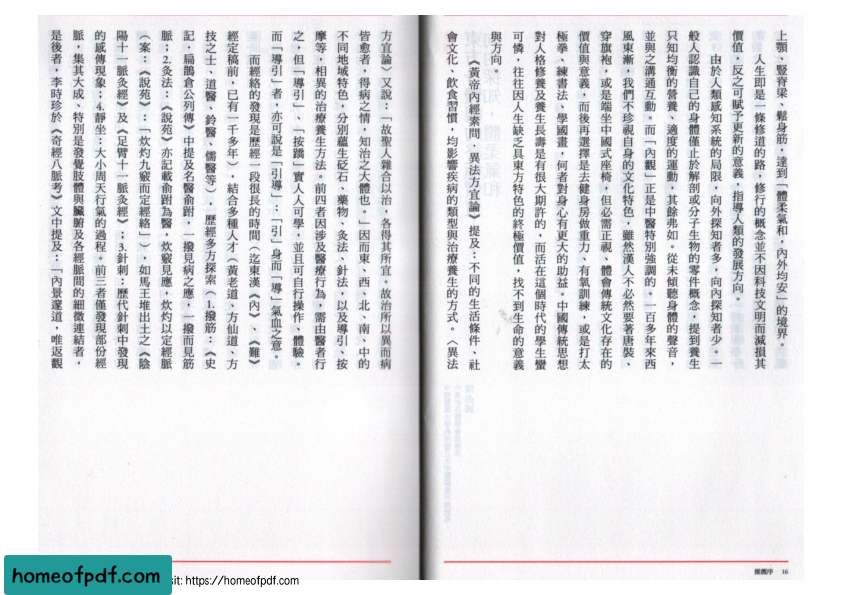 上顎、豎脊梁、鬆身筋，達到「體柔氣和，內外均安」的境界。
人生即是一條修道的路，修行的概念並不因科技文明而減損其
價值，反之可賦予更新的意義，指導人類的發展方向。
由於人類感知系統的局限，向外探知者多，向內探知者少。一
般人認識自己的身體僅止於解剖或分子生物的零件概念，提到養生
只知均衡的營養、適度的運動，其餘弗如。從未傾聽身體的聲音，
並與之溝通互動。而「內觀」正是中醫特別強調的。一百多年來西
風東漸，我們不珍視自身的文化特色，雖然漢人不必然要著唐裝、
穿旗袍，或是端坐中國式座椅，但必需正視、體會傳統文化存在的
價值與意義，而後再選擇是去健身房做重力、有氧訓練，或是打太
極拳、練書法、學國畫，何者對身心有更大的助益。中國傳統思想
對人格修養及養生長壽是有很大期許的，而活在這個時代的學生蠻
可憐，往往因人生缺乏具東方特色的終極價值，找不到生命的意義
與方向。
《黃帝內經素問．異法方宜論》提及：不同的生活條件、社
會文化、飲食習慣，均影響疾病的類型與治療養生的方式。〈異法
推薦序 16
方宜論〉又說：「故聖人雜合以治，各得其所宜。故治所以異而病
皆愈者，得病之情，知治之大體也。」因而東、西、北、南、中的
不同地域特色，分別蘊生砭石、藥物、灸法、針法，以及導引、按
摩等，相異的治療養生方法。前四者因涉及醫療行為，需由醫者行
之，但「導引」、「按蹻」實人人可學，並且可自行操作、體驗。
而「導引」者，亦可說是「引導」：「引」身而「導」氣血之意。
而經絡的發現是歷經一段很長的時間（迄東漢《內》、《難》
經定稿前，已有一千多年），結合多種人才（黃老道、方仙道、方
技之士、道醫、鈴醫、儒醫等），歷經多方探索（1.撥筋：《史
記．扁鵲倉公列傳》中提及名醫俞跗，一撥見病之應，一撥而見筋
脈；2.灸法：《說苑》亦記載俞跗為醫，炊竅見應，炊灼以定經絡
（案：《說苑》：「炊灼九竅而定經絡」），如馬王堆出土之《陰
陽十一脈灸經》及《足臂十一脈灸經》；3.針刺：歷代針刺中發現
的感傳現象；4.靜坐：大小周天行氣的過程。前三者僅發現部份經
脈，集其大成、特別是發覺肢體與臟腑及各經脈間的細微連結者，
是後者，李時珍於《奇經八脈考》文中提及：「內景遂道，唯返觀
homeofpdf.com
sit: https://homeofpdf.com